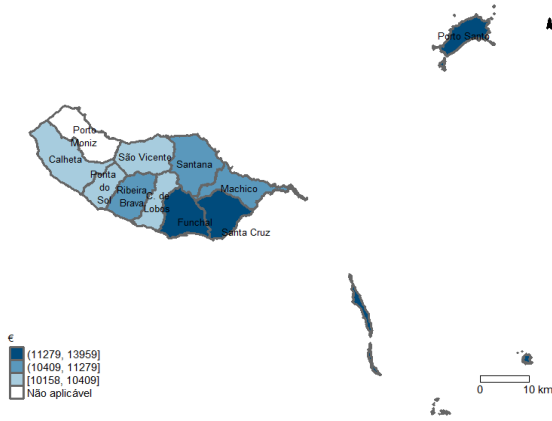 Porto Santo
Porto
Moniz
Calheta
São Vicente
Santana
Ponta
do
Sol
Ribeira
Brava
C. de
Lobos
Machico
Funchal
Santa Cruz
€
(11279, 13959]
(10409, 11279]
[10158, 10409]
Não aplicável
0 10 km